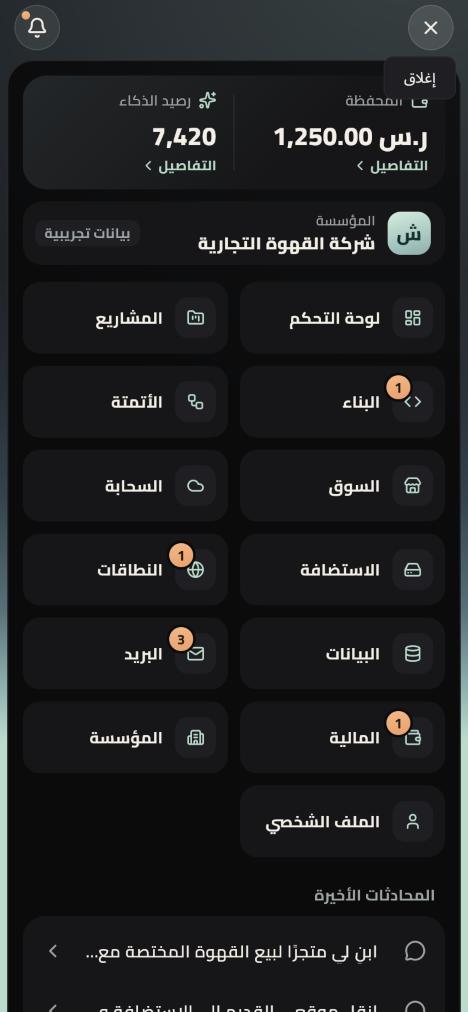 إغلاق
المحفظة
ر.س 1,250.00
التفاصيل
رصيد الذكاء
7,420
التفاصيل
ش
المؤسسة
شركة القهوة التجارية
بيانات تجريبية
لوحة التحكم
المشاريع
1
البناء
الأتمتة
السوق
السحابة
الاستضافة
1
النطاقات
البيانات
3
البريد
1
المالية
المؤسسة
الملف الشخصي
المحادثات الأخيرة
ابنِ لي متجرًا لبيع القهوة المختصة مع...